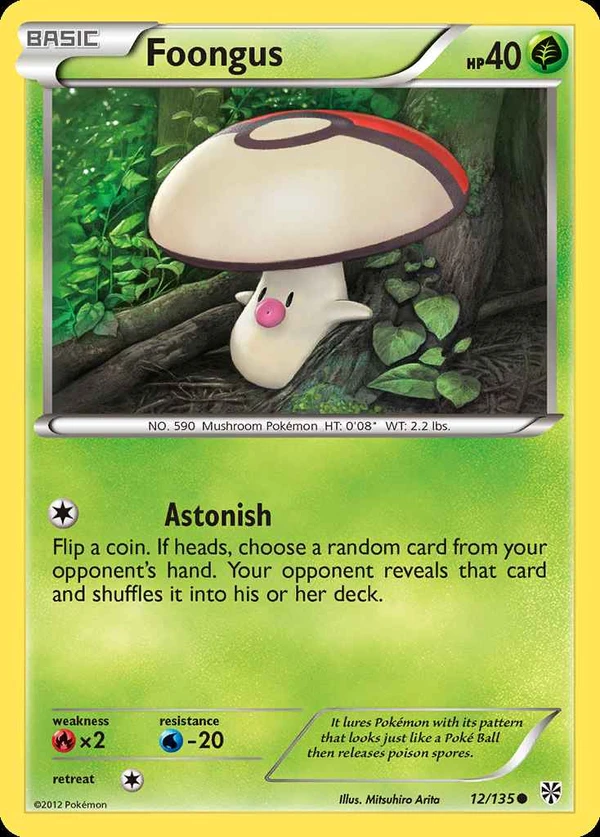 BASIC
Foongus
HP40
NO. 590 Mushroom Pokémon HT: 0'08" WT: 2.2 lbs.
Astonish
Flip a coin. If heads, choose a random card from your
opponent's hand. Your opponent reveals that card
and shuffles it into his or her deck.
weakness
×2
resistance
-20
It lures Pokémon with its pattern
that looks just like a Poké Ball
then releases poison spores.
retreat
©2012 Pokémon
Illus. Mitsuhiro Arita
12/135